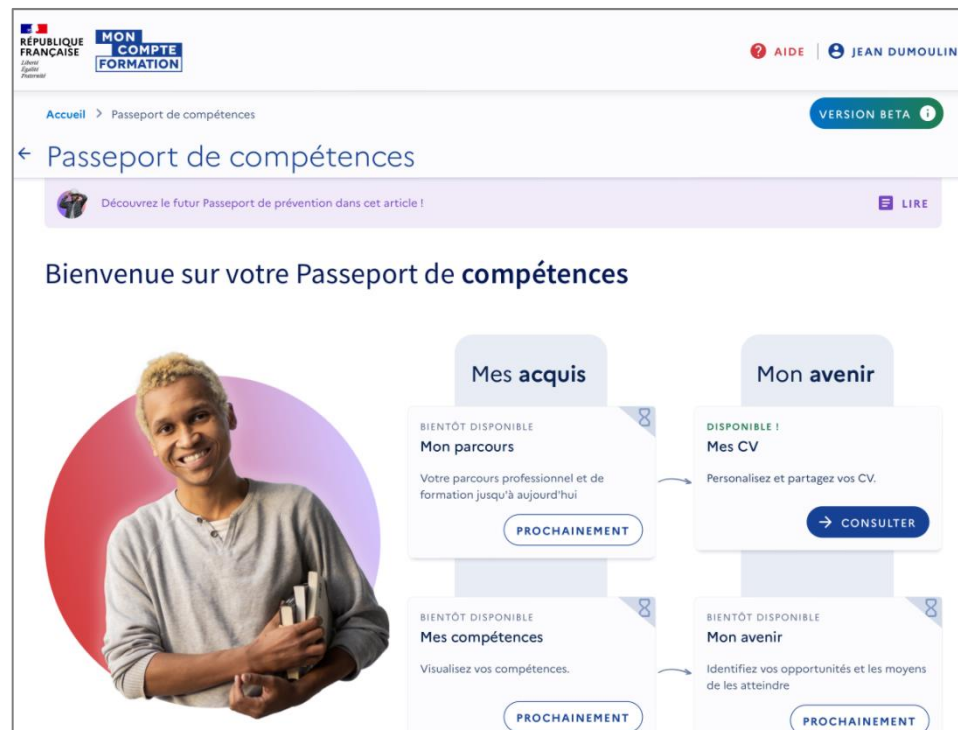 RÉPUBLIQUE
FRANÇAISE
Liberté
Égalité
Fraternité
MON
COMPTE
FORMATION
AIDE
JEAN DUMOULIN
Accueil > Passeport de compétences
VERSION BETA
Passeport de compétences
Découvrez le futur Passeport de prévention dans cet article !
LIRE
Bienvenue sur votre Passeport de compétences
Mes acquis
BIENTÔT DISPONIBLE
Mon parcours
Votre parcours professionnel et de
formation jusqu'à aujourd'hui
PROCHAINEMENT
BIENTÔT DISPONIBLE
Mes compétences
Visualisez vos compétences.
PROCHAINEMENT
Mon avenir
DISPONIBLE !
Mes CV
Personalisez et partagez vos CV.
CONSULTER
BIENTÔT DISPONIBLE
Mon avenir
Identifiez vos opportunités et les moyens
de les atteindre
PROCHAINEMENT